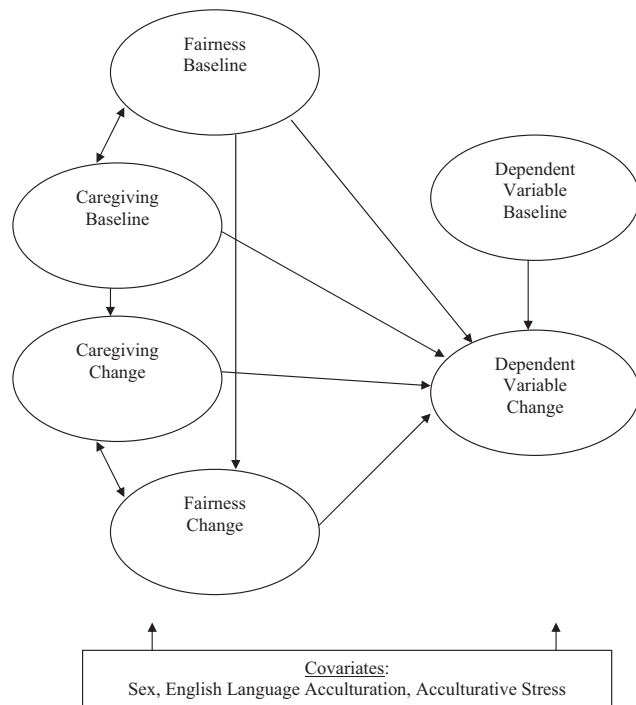 Fairness
Baseline
Caregiving
Baseline
Dependent
Variable
Baseline
Caregiving
Change
Dependent
Variable
Change
Fairness
Change
Covariates:
Sex, English Language Acculturation, Acculturative Stress